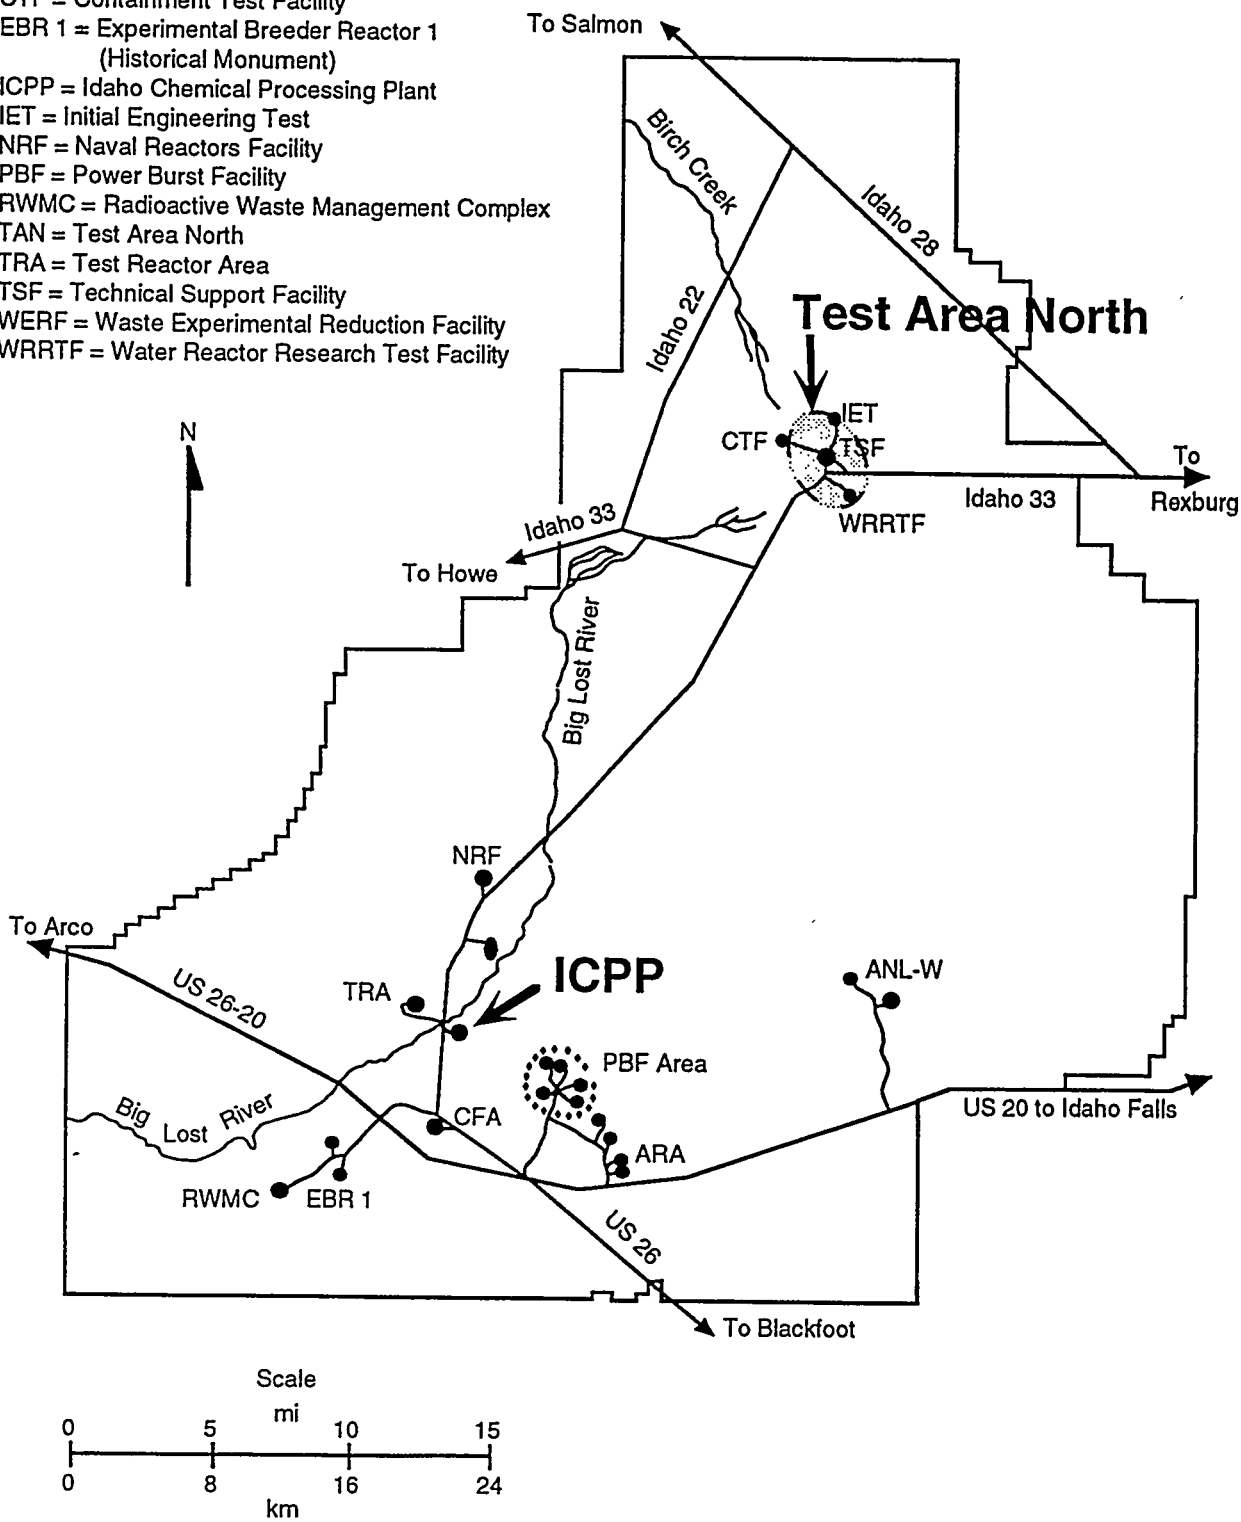 CTF = Containment Test Facility
EBR 1 = Experimental Breeder Reactor 1
(Historical Monument)
ICPP = Idaho Chemical Processing Plant
IET = Initial Engineering Test
NRF = Naval Reactors Facility
PBF = Power Burst Facility
RWMC = Radioactive Waste Management Complex
TAN = Test Area North
TRA = Test Reactor Area
TSF = Technical Support Facility
WERF = Waste Experimental Reduction Facility
WRRTF = Water Reactor Research Test Facility
To Salmon
Birch Creek
Idaho 28
Idaho 22
Test Area North
N
IET
CTF
TSF
To
Rexburg
Idaho 33
WRRTF
Idaho 33
To Howe
Big Lost River
NRF
To Arco
US 26-20
ICPP
TRA
ANL-W
PBF Area
Big Lost River
CFA
US 20 to Idaho Falls
ARA
RWMC
EBR 1
US 26
To Blackfoot
Scale
mi
0 5 10 15
0 8 16 24
km